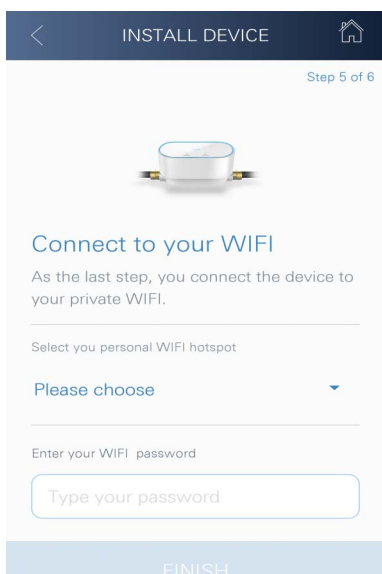 INSTALL DEVICE
Step 5 of 6
Connect to your WIFI
As the last step, you connect the device to
your private WIFI.
Select you personal WIFI hotspot
Please choose
Enter your WIFI password
Type your password
FINISH